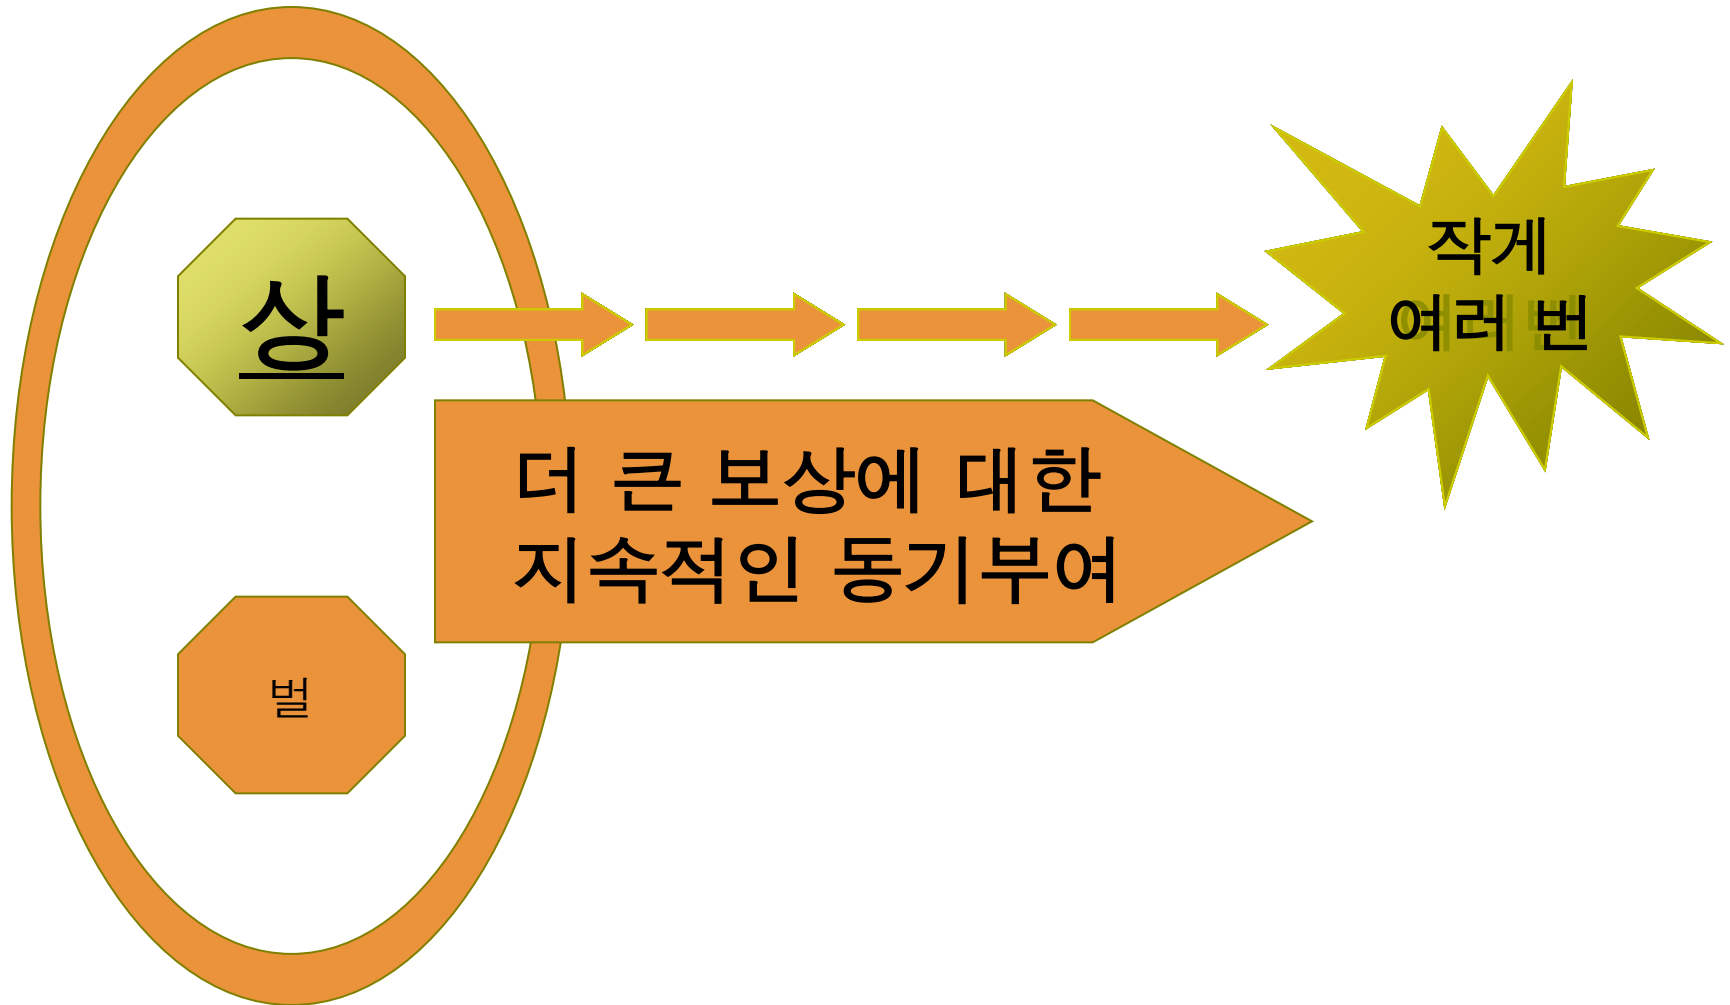 상
작게
여러 번
더 큰 보상에 대한
지속적인 동기부여
벌